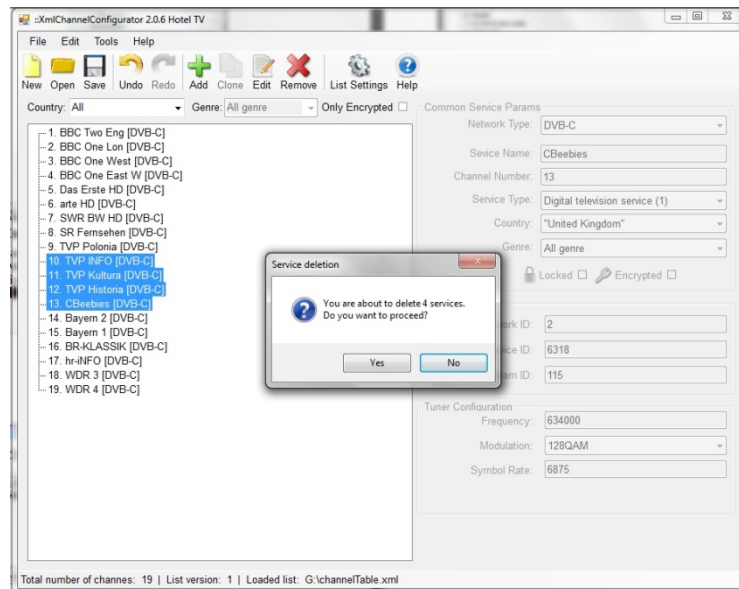 ::XmlChannelConfigurator 2.0.6 Hotel TV
File Edit Tools Help
New Open Save Undo Redo Add Clone Edit Remove List Settings Help
Country: All Genre: All genre Only Encrypted
1. BBC Two Eng [DVB-C]
2. BBC One Lon [DVB-C]
3. BBC One West [DVB-C]
4. BBC One East W [DVB-C]
5. Das Erste HD [DVB-C]
6. arte HD [DVB-C]
7. SWR BW HD [DVB-C]
8. SR Fernsehen [DVB-C]
9. TVP Polonia [DVB-C]
10. TVP INFO [DVB-C]
11. TVP Kultura [DVB-C]
12. TVP Historia [DVB-C]
13. CBeebies [DVB-C]
14. Bayern 2 [DVB-C]
15. Bayern 1 [DVB-C]
16. BR-KLASSIK [DVB-C]
17. hr-iNFO [DVB-C]
18. WDR 3 [DVB-C]
19. WDR 4 [DVB-C]
Service deletion
You are about to delete 4 services.
Do you want to proceed?
Yes No
Common Service Params
Network Type: DVB-C
Sevice Name: CBeebies
Channel Number: 13
Service Type: Digital television service (1)
Country: "United Kingdom"
Genre: All genre
Locked Encrypted
ork ID: 2
ice ID: 6318
am ID: 115
Tuner Configuration
Frequency: 634000
Modulation: 128QAM
Symbol Rate: 6875
Total number of channes: 19 | List version: 1 | Loaded list: G:\channelTable.xml